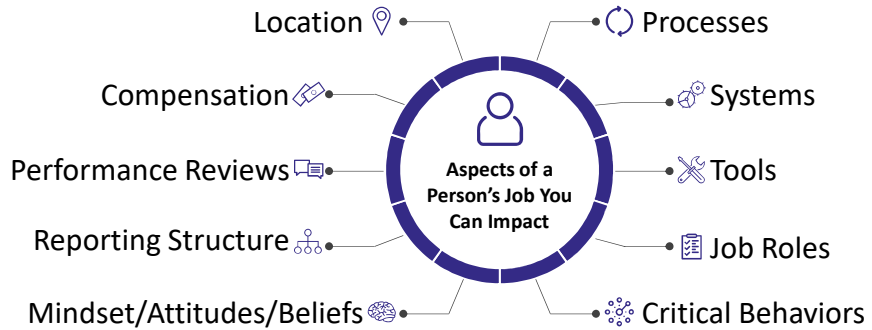 Location
Processes
Compensation
Systems
Performance Reviews
Aspects of a
Person's Job You
Can Impact
Tools
Reporting Structure
Job Roles
Mindset/Attitudes/Beliefs
Critical Behaviors